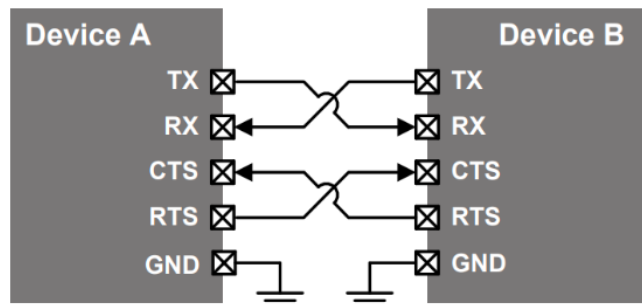 Device A Device B
TX TX
RX RX
CTS CTS
RTS RTS
GND GND